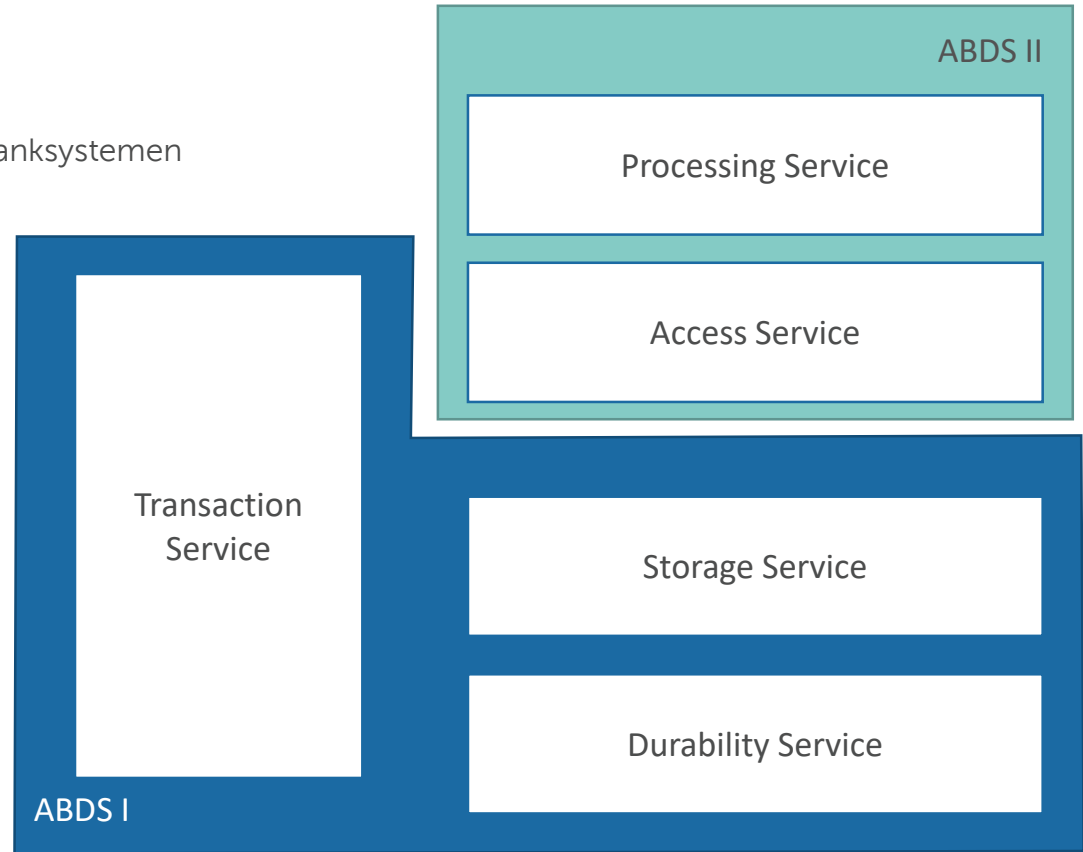 ABDS II
anksystemen
Processing Service
Access Service
Transaction
Service
Storage Service
Durability Service
ABDS I